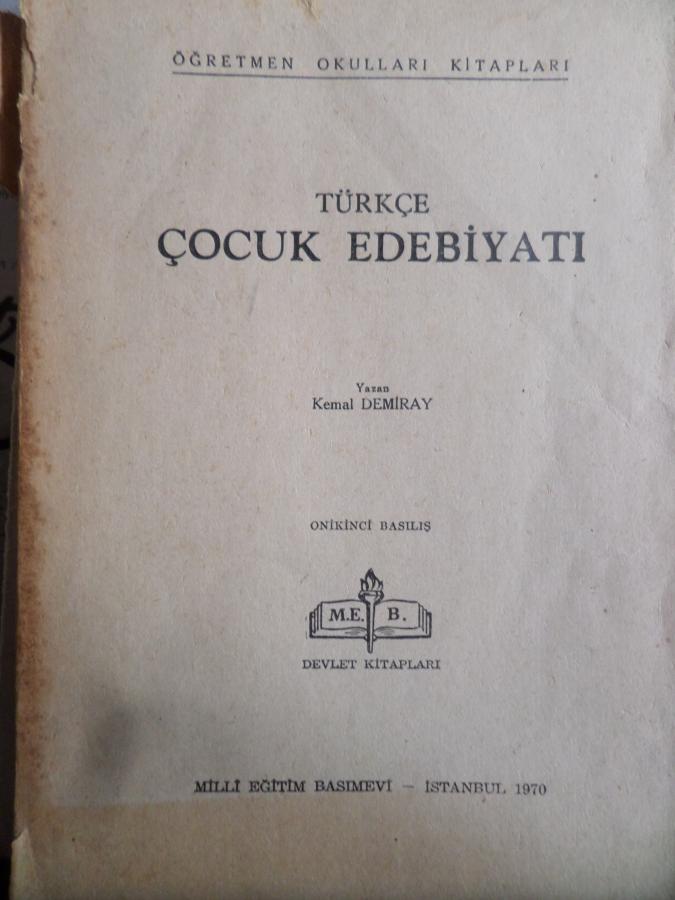 ÖĞRETMEN OKULLARI KİTAPLARI
TÜRKÇE
ÇOCUK EDEBİYATI
Yazan
Kemal DEMİRAY
ONİKİNCİ BASILIŞ
M.E. B.
DEVLET KİTAPLARI
MİLLÎ EĞİTİM BASIMEVİ – İSTANBUL 1970